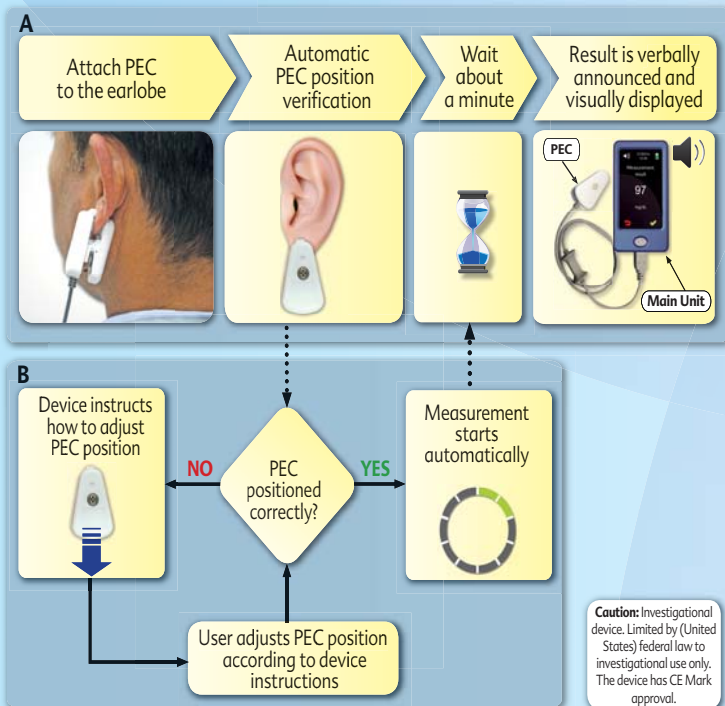 A
Attach PEC
to the earlobe
Automatic
PEC position
verification
Wait
about
a minute
Result is verbally
announced and
visually displayed
PEC
Measurement
97
Main Unit
B
Device instructs
how to adjust
PEC position
NO
PEC
positioned
correctly?
YES
Measurement
starts
automatically
User adjusts PEC position
according to device
instructions
Caution: Investigational
device. Limited by (United
States) federal law to
investigational use only.
The device has CE Mark
approval.